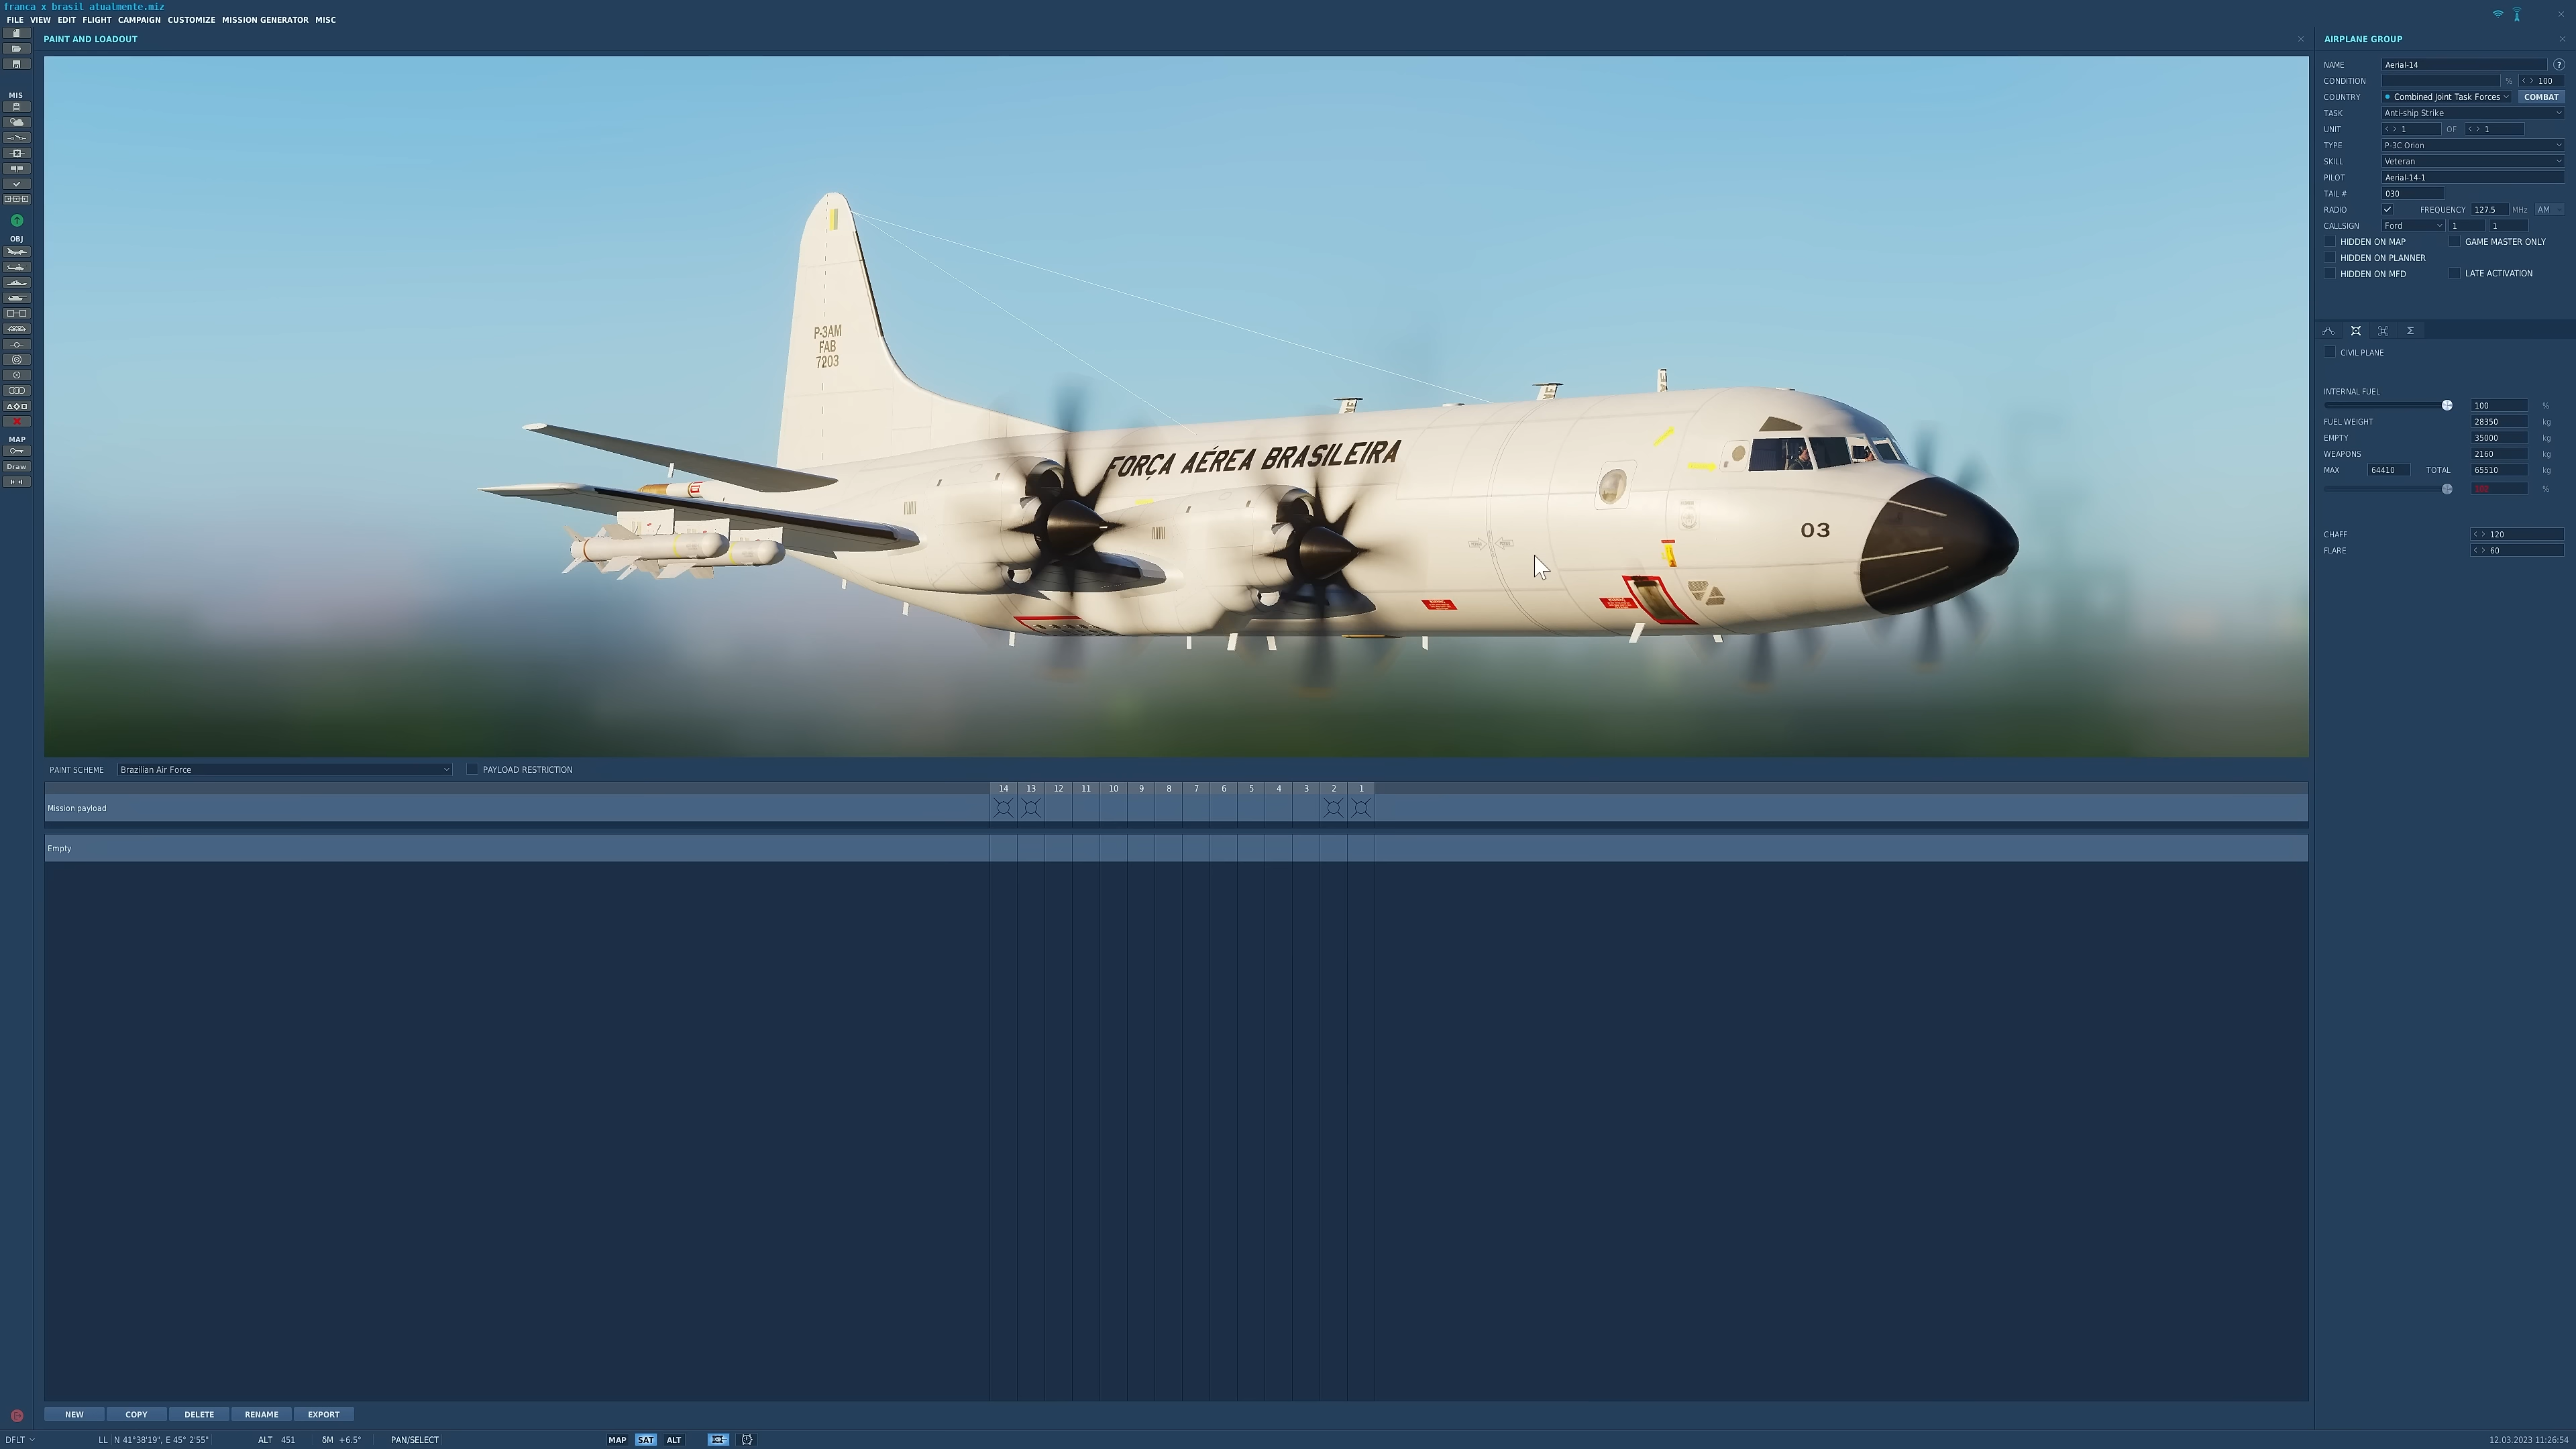 franca x brasil atualmente.miz
FILE VIEW EDIT FLIGHT CAMPAIGN CUSTOMIZE MISSION GENERATOR MISC
PAINT AND LOADOUT
AIRPLANE GROUP
NAME Aerial-14 ?
CONDITION % < > 100
COUNTRY Combined Joint Task Forces COMBAT
TASK Anti-ship Strike
UNIT < > 1 OF < > 1
TYPE P-3C Orion
SKILL Veteran
PILOT Aerial-14-1
TAIL # 030
RADIO FREQUENCY 127.5 MHz AM
CALLSIGN Ford 1 1
HIDDEN ON MAP GAME MASTER ONLY
HIDDEN ON PLANNER
HIDDEN ON MFD LATE ACTIVATION
CIVIL PLANE
INTERNAL FUEL
100 %
FUEL WEIGHT 28350 kg
EMPTY 35000 kg
WEAPONS 2160 kg
MAX 64410 TOTAL 65510 kg
%
CHAFF < > 120
FLARE < > 60
MIS
OBJ
MAP
Draw
P-3AM
FAB
7203
FORÇA AÉREA BRASILEIRA
03
PAINT SCHEME Brazilian Air Force PAYLOAD RESTRICTION
14 13 12 11 10 9 8 7 6 5 4 3 2 1
Mission payload
Empty
NEW COPY DELETE RENAME EXPORT
DFLT LL N 41°38'19", E 45° 2'55" ALT 451 δM +6.5° PAN/SELECT MAP SAT ALT 12.03.2023 11:26:54